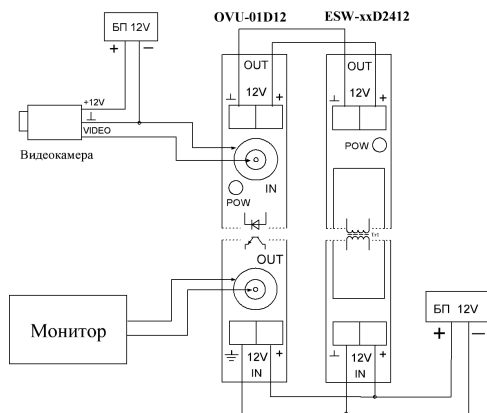 OVU-01D12
ESW-xxD2412
БП 12V
+ −
OUT
12V
⊥ +
OUT
12V
⊥ +
+12V
⊥
VIDEO
Видеокамера
IN
POW
POW
Тг1
OUT
Монитор
12V
+
IN
⊥ 12V +
IN
БП 12V
+ −